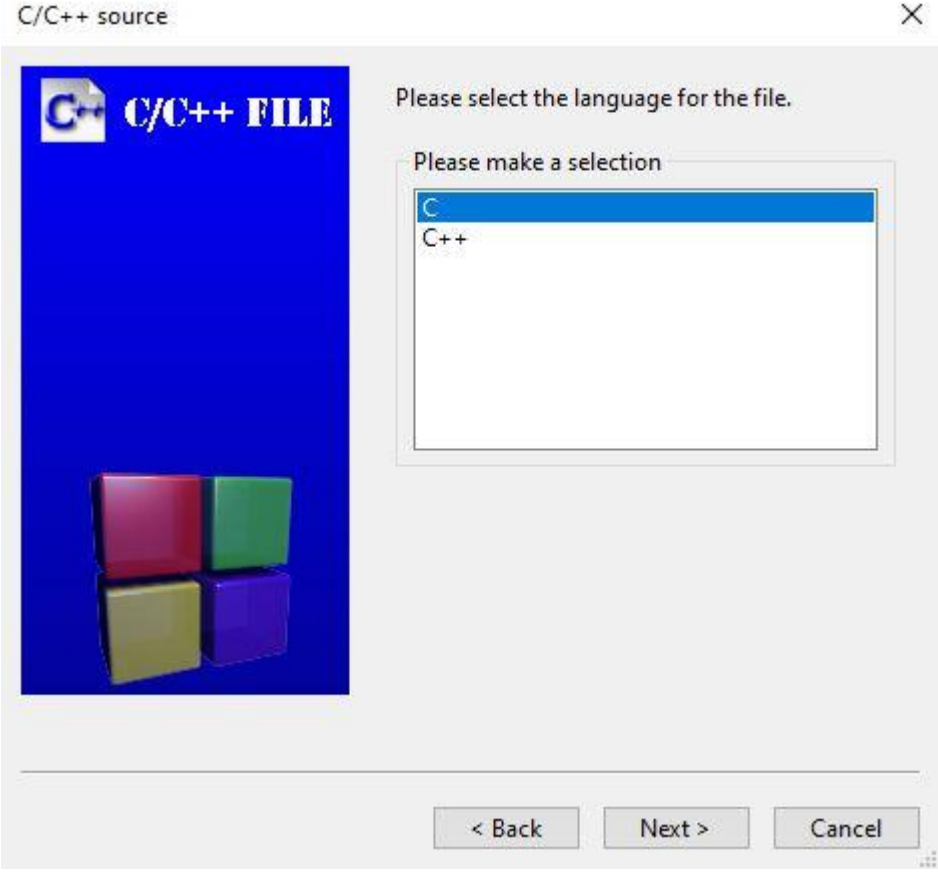 C/C++ source
C++ C/C++ FILE
Please select the language for the file.
Please make a selection
C
C++
< Back Next > Cancel